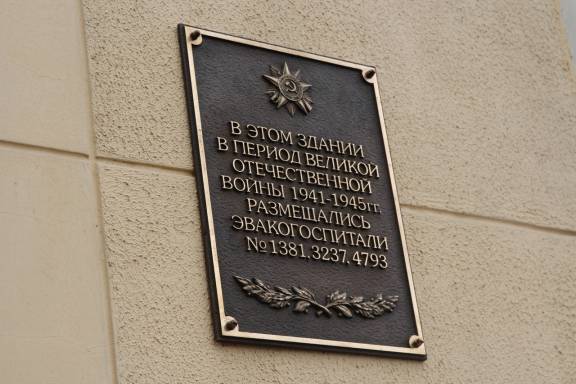 В ЭТОМ ЗДАНИИ
В ПЕРИОД ВЕЛИКОЙ
ОТЕЧЕСТВЕННОЙ
ВОЙНЫ 1941-1945гг.
РАЗМЕЩАЛИСЬ
ЭВАКОГОСПИТАЛИ
№1381, 3237, 4793